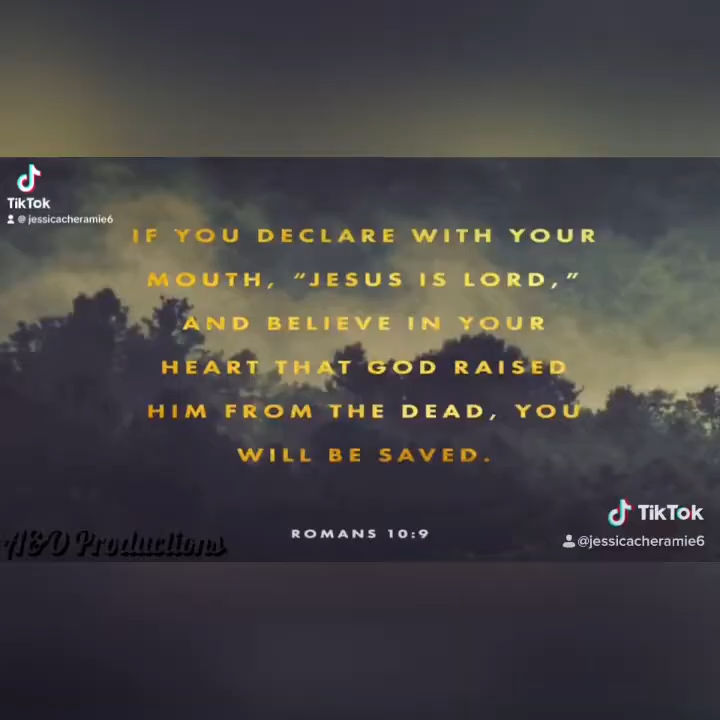 TikTok
@jessicacheramie6
IF YOU DECLARE WITH YOUR
MOUTH, “JESUS IS LORD,”
AND BELIEVE IN YOUR
HEART THAT GOD RAISED
HIM FROM THE DEAD, YOU
WILL BE SAVED.
ROMANS 10:9
A&O Productions
TikTok
@jessicacheramie6